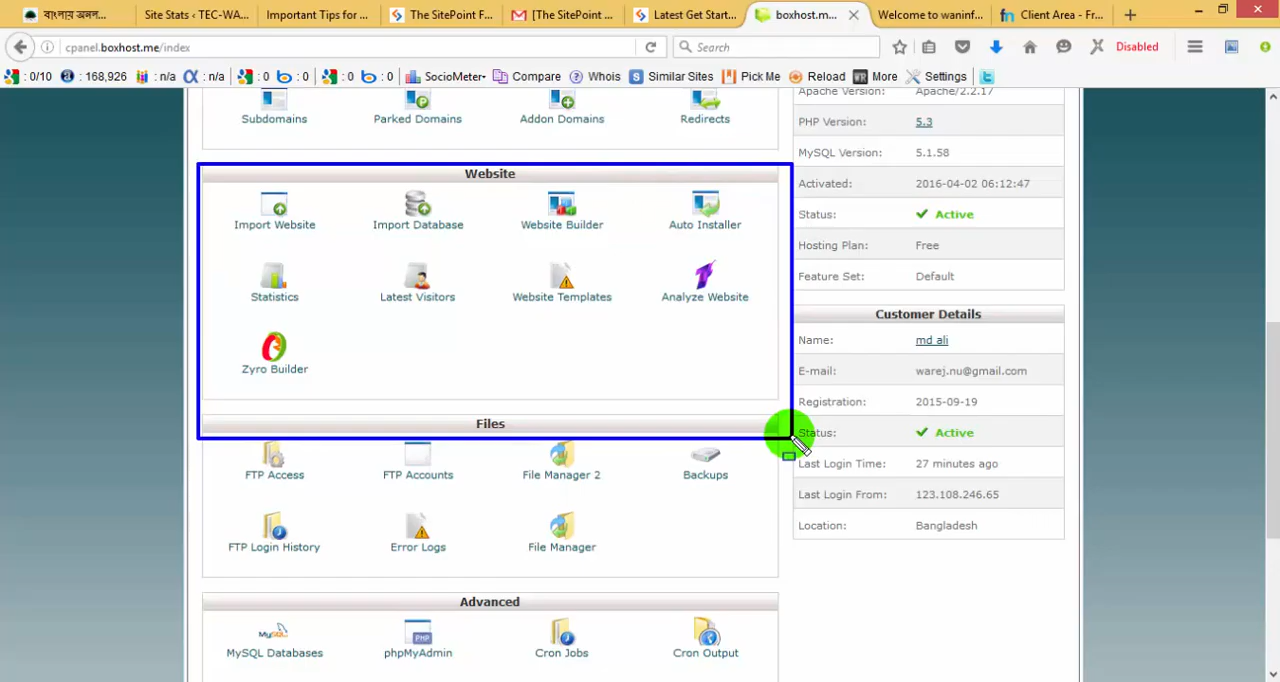 বাংলায় অনলা...
Site Stats ‹ TEC-WA...
Important Tips for ...
The SitePoint F...
[The SitePoint ...
Latest Get Start...
boxhost.m...
Welcome to waninf...
Client Area - Fr...
cpanel.boxhost.me/index
Search
Disabled
: 0/10
: 168,926
: n/a
: n/a
: 0
: 0
: 0
: 0
SocioMeter
Compare
Whois
Similar Sites
Pick Me
Reload
More
Settings
Subdomains
Parked Domains
Addon Domains
Redirects
Website
Import Website
Import Database
Website Builder
Auto Installer
Statistics
Latest Visitors
Website Templates
Analyze Website
Zyro Builder
Files
FTP Access
FTP Accounts
File Manager 2
Backups
FTP Login History
Error Logs
File Manager
Advanced
MySQL Databases
phpMyAdmin
Cron Jobs
Cron Output
Apache Version: Apache/2.2.17
PHP Version: 5.3
MySQL Version: 5.1.58
Activated: 2016-04-02 06:12:47
Status: Active
Hosting Plan: Free
Feature Set: Default
Customer Details
Name: md ali
E-mail: warej.nu@gmail.com
Registration: 2015-09-19
Status: Active
Last Login Time: 27 minutes ago
Last Login From: 123.108.246.65
Location: Bangladesh